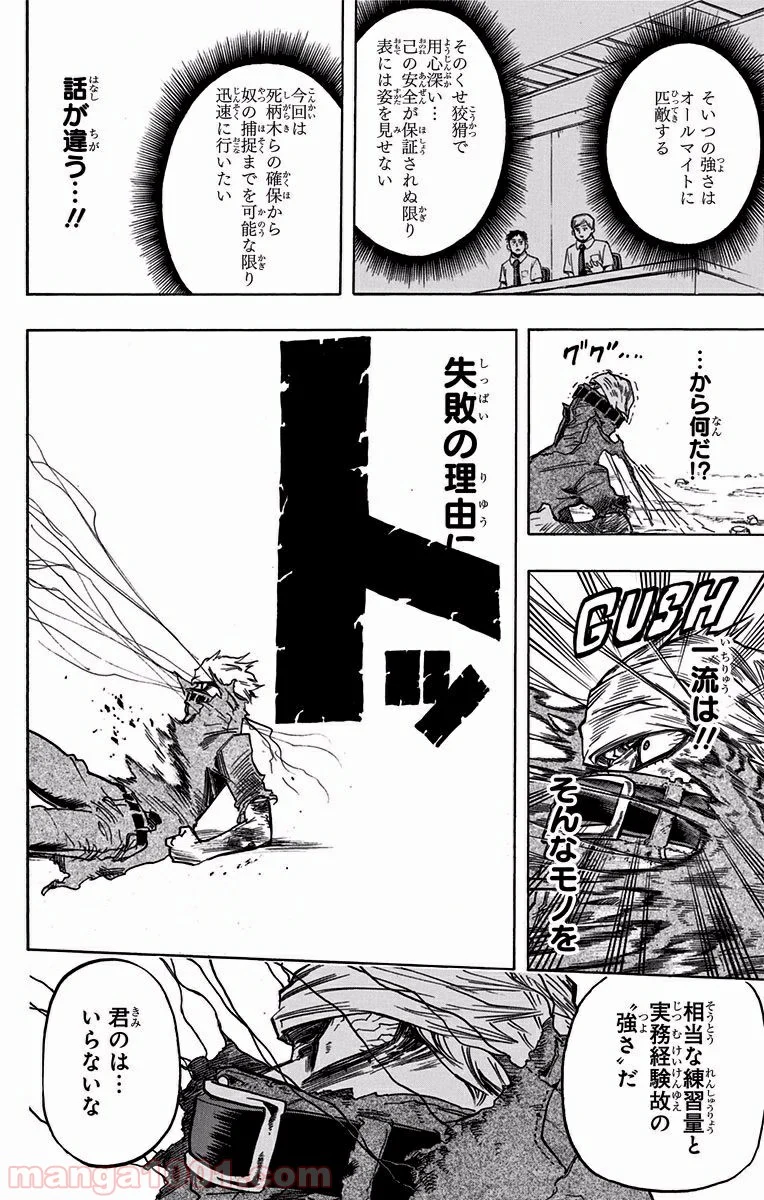 そいつの強さは
オールマイトに
匹敵する
そのくせ狡猾で
用心深い…
己の安全が保証されぬ限り
表には姿を見せない
今回は
死柄木らの確保から
奴の捕捉までを可能な限り
迅速に行いたい
話が違う…!!
…から何だ!?
グググ…
GUSH
一流は!!
そんなモノを
失敗の理由に
ドッ
相当な練習量と
実務経験故の
"強さ"だ
君のは…
いらないな
manga1001.com